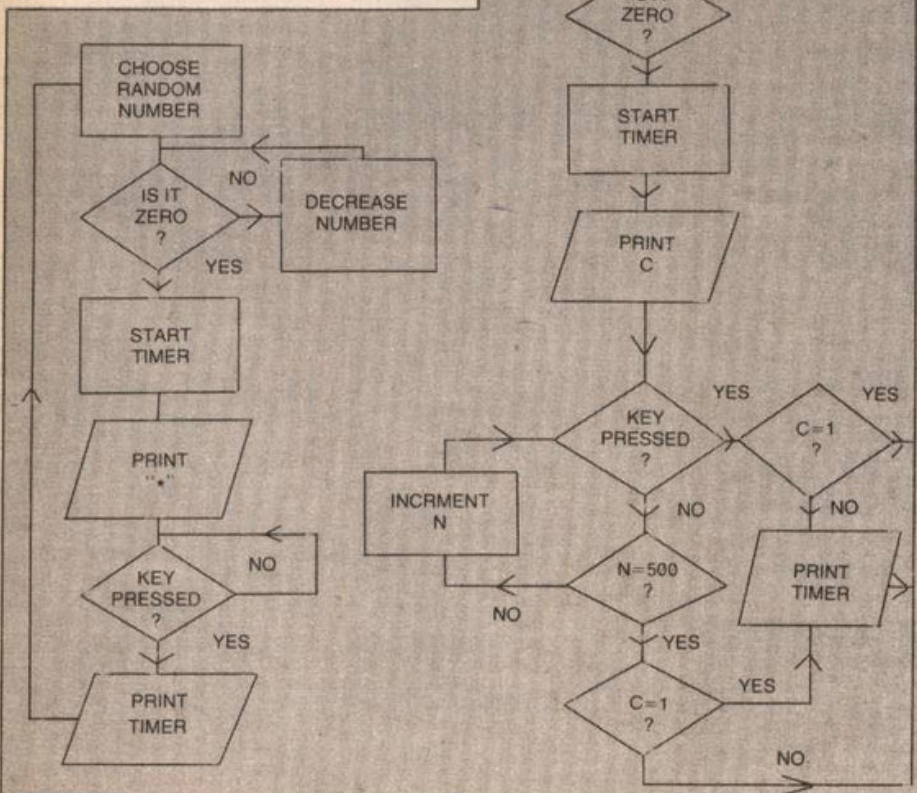 CHOOSE
RANDOM
NUMBER
NO
IS IT
ZERO
?
DECREASE
NUMBER
YES
START
TIMER
PRINT
"*"
NO
KEY
PRESSED
?
YES
PRINT
TIMER
ZERO
?
START
TIMER
PRINT
C
YES
YES
KEY
PRESSED
?
C=1
?
INCRMENT
N
NO
NO
N=500
?
PRINT
TIMER
NO
YES
C=1
?
YES
NO